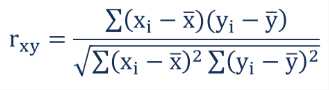 r_xy = ∑(x_i − x̄)(y_i − ȳ) / √∑(x_i − x̄)² ∑(y_i − ȳ)²